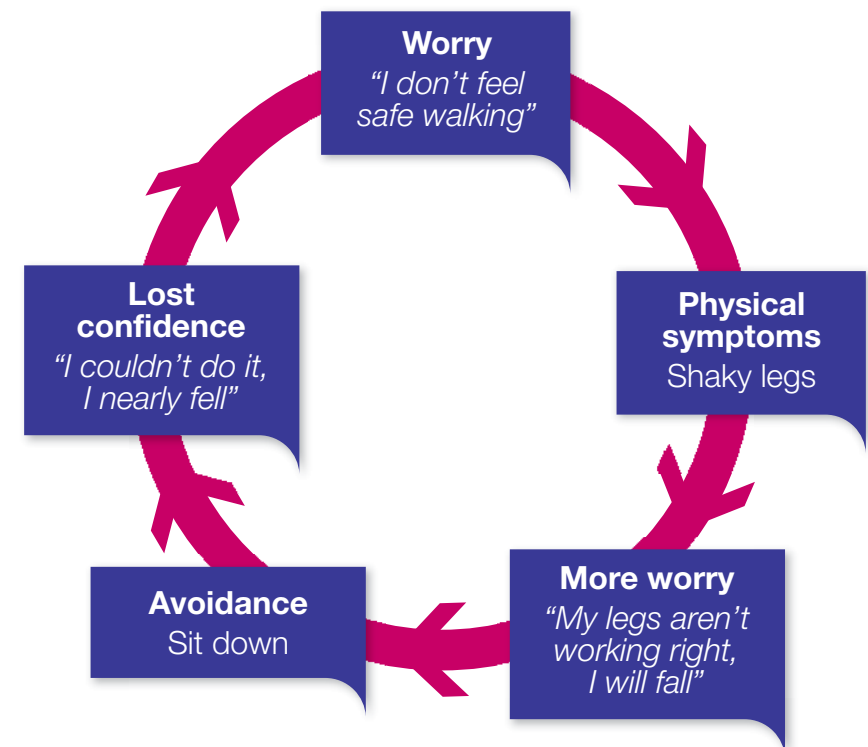 Worry
“I don’t feel
safe walking”
Physical
symptoms
Shaky legs
More worry
“My legs aren’t
working right,
I will fall”
Avoidance
Sit down
Lost
confidence
“I couldn’t do it,
I nearly fell”